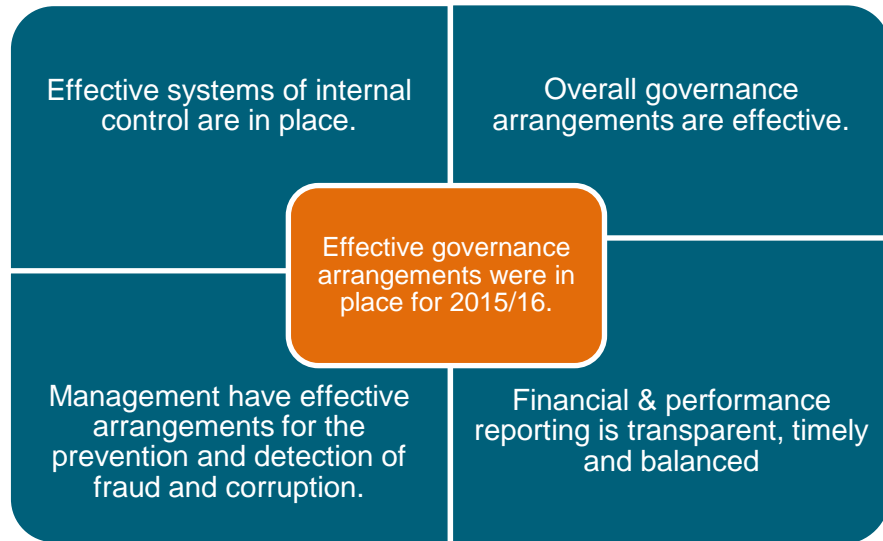 Effective systems of internal
control are in place.
Overall governance
arrangements are effective.
Effective governance
arrangements were in
place for 2015/16.
Management have effective
arrangements for the
prevention and detection of
fraud and corruption.
Financial & performance
reporting is transparent, timely
and balanced